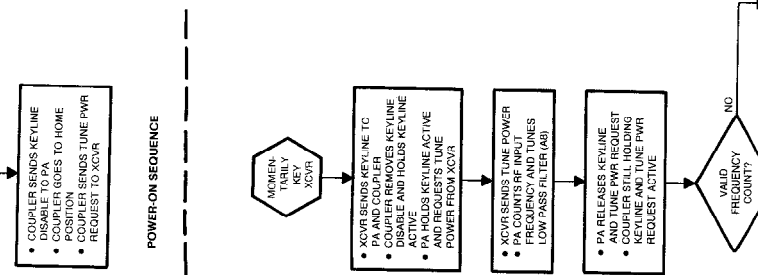 • COUPLER SENDS KEYLINE
DISABLE TO PA
• COUPLER GOES TO HOME
POSITION
• COUPLER SENDS TUNE PWR
REQUEST TO XCVR
POWER-ON SEQUENCE
MOMEN-
TARILY
KEY
XCVR
• XCVR SENDS KEYLINE TO
PA AND COUPLER
• COUPLER REMOVES KEYLINE
DISABLE AND HOLDS KEYLINE
ACTIVE
• PA HOLDS KEYLINE ACTIVE
AND REQUESTS TUNE
POWER FROM XCVR
• XCVR SENDS TUNE POWER
• PA COUNTS RF INPUT
FREQUENCY AND TUNES
LOW PASS FILTER (A8)
• PA RELEASES KEYLINE
AND TUNE PWR REQUEST
• COUPLER STILL HOLDING
KEYLINE AND TUNE PWR
REQUEST ACTIVE
VALID
FREQUENCY
COUNT?
NO